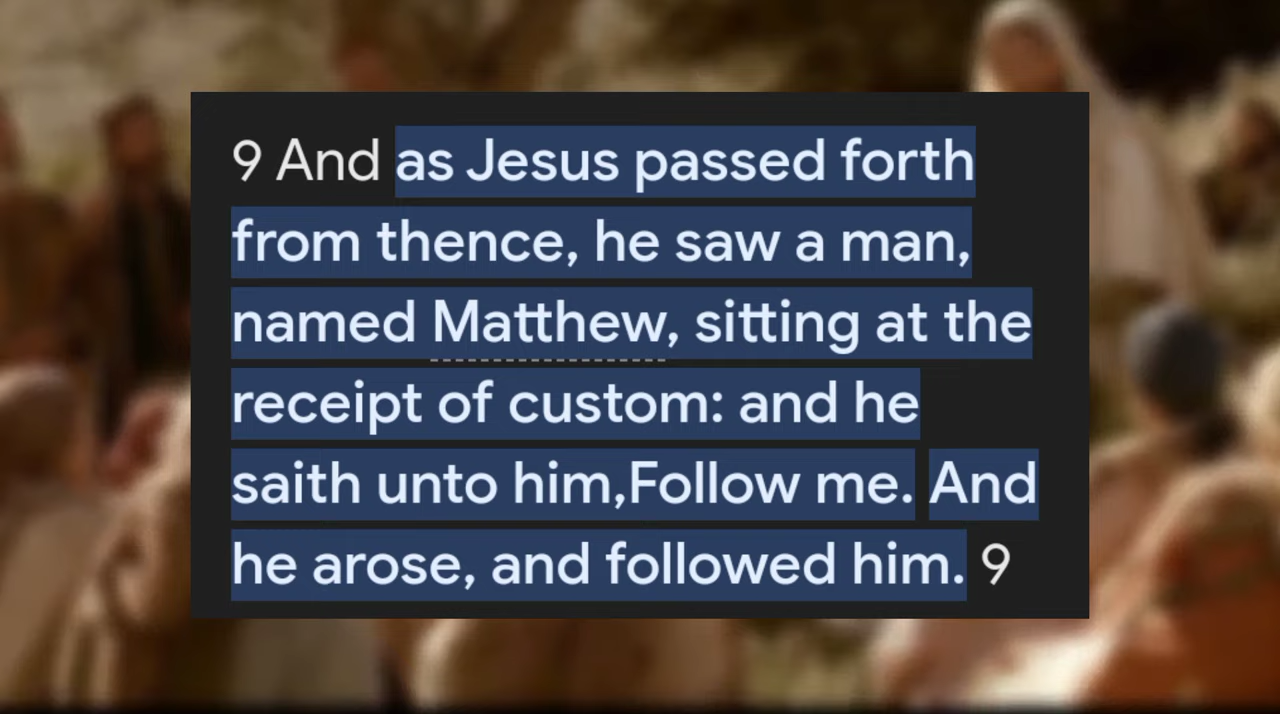 9 And as Jesus passed forth
from thence, he saw a man,
named Matthew, sitting at the
receipt of custom: and he
saith unto him,Follow me. And
he arose, and followed him. 9